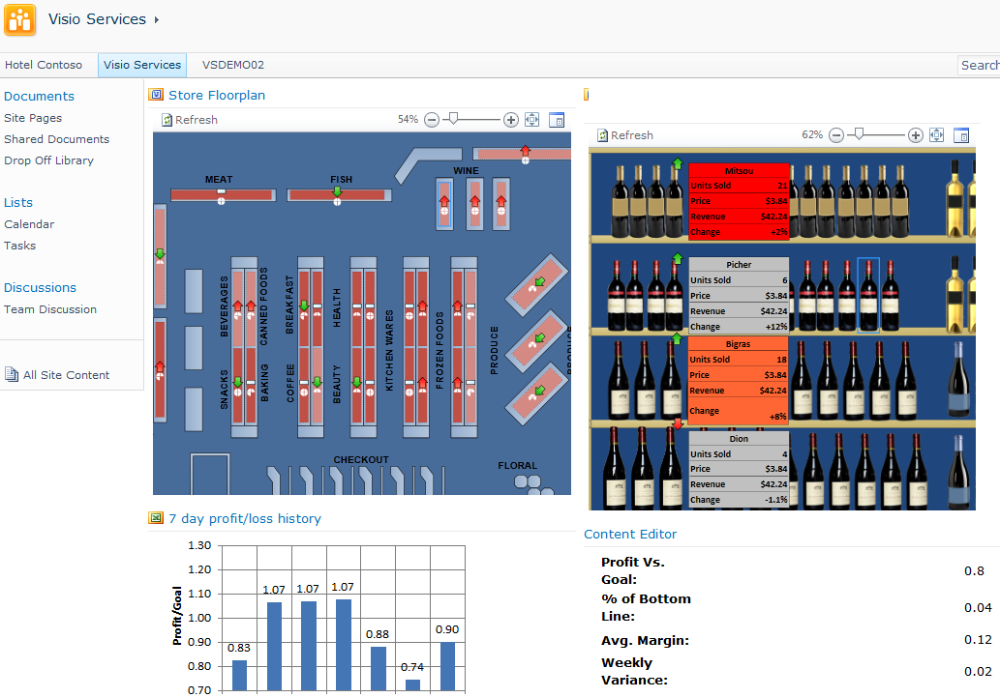 Visio Services
Hotel Contoso
Visio Services
VSDEMO02
Search
Documents
Site Pages
Shared Documents
Drop Off Library
Lists
Calendar
Tasks
Discussions
Team Discussion
All Site Content
Store Floorplan
Refresh
54%
MEAT
FISH
WINE
BEVERAGES
CANNED FOODS
BREAKFAST
HEALTH
KITCHEN WARES
FROZEN FOODS
PRODUCE
PRODUCE
SNACKS
BAKING
COFFEE
BEAUTY
CHECKOUT
FLORAL
Refresh
62%
Mitsou
Units Sold 21
Price $3.84
Revenue $42.24
Change +2%
Picher
Units Sold 6
Price $3.84
Revenue $42.24
Change +12%
Bigras
Units Sold 18
Price $3.84
Revenue $42.24
Change +8%
Dion
Units Sold 4
Price $3.84
Revenue $42.24
Change -1.1%
7 day profit/loss history
Profit/Goal
1.30
1.20
1.10
1.00
0.90
0.80
0.70
0.83
1.07
1.07
1.07
0.88
0.74
0.90
Content Editor
Profit Vs.
Goal: 0.8
% of Bottom
Line: 0.04
Avg. Margin: 0.12
Weekly
Variance: 0.02